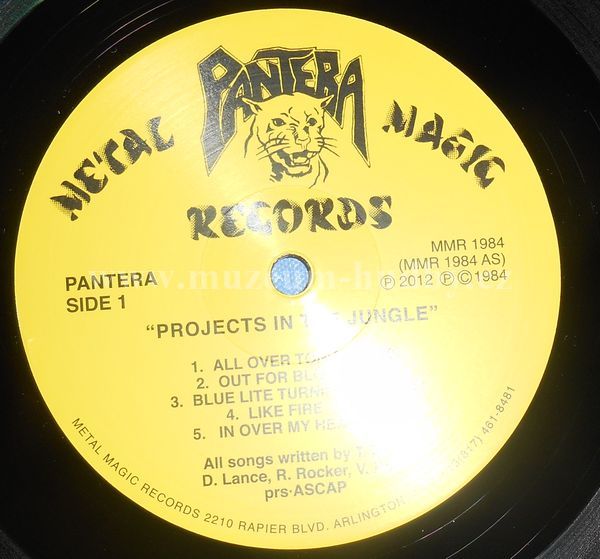 PANTERA
METAL MAGIC
RECORDS
MMR 1984
(MMR 1984 AS)
Ⓟ 2012 Ⓟ©1984
PANTERA
SIDE 1
"PROJECTS IN THE JUNGLE"
1. ALL OVER
2. OUT FOR
3. BLUE LITE
4. LIKE FIRE
5. IN OVER MY
All songs written by
D. Lance, R. Rocker, V.
prs·ASCAP
METAL MAGIC RECORDS 2210 RAPIER BLVD. ARLINGTON (817) 461-8481